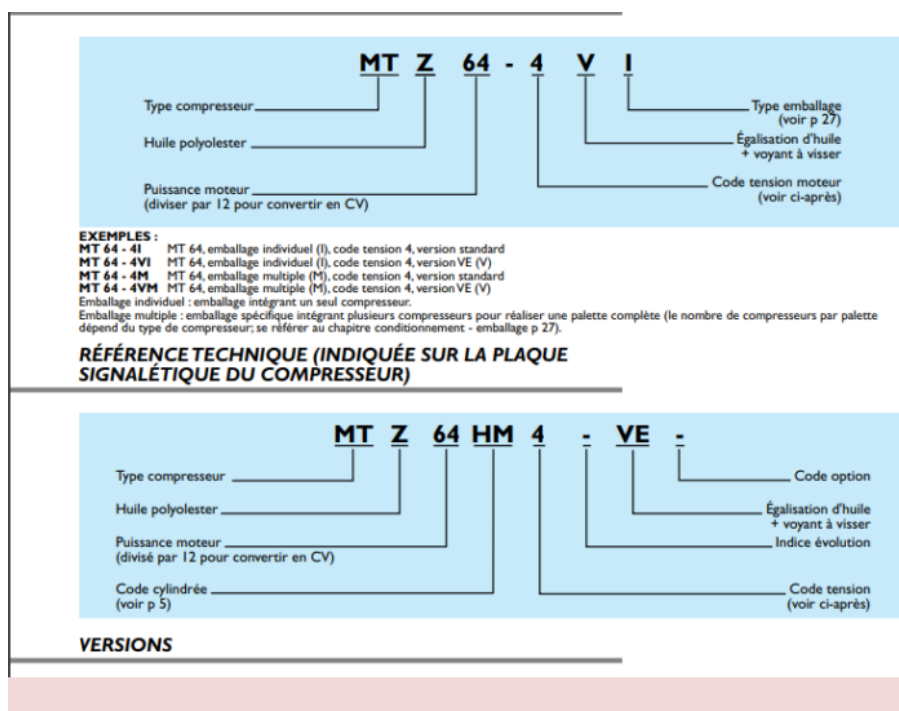 MT Z 64 - 4 V I
Type compresseur
Type emballage
(voir p 27)
Huile polyolester
Égalisation d'huile
+ voyant à visser
Puissance moteur
(diviser par 12 pour convertir en CV)
Code tension moteur
(voir ci-après)
EXEMPLES :
MT 64 - 4I MT 64, emballage individuel (I), code tension 4, version standard
MT 64 - 4VI MT 64, emballage individuel (I), code tension 4, version VE (V)
MT 64 - 4M MT 64, emballage multiple (M), code tension 4, version standard
MT 64 - 4VM MT 64, emballage multiple (M), code tension 4, version VE (V)
Emballage individuel : emballage intégrant un seul compresseur.
Emballage multiple : emballage spécifique intégrant plusieurs compresseurs pour réaliser une palette complète (le nombre de compresseurs par palette
dépend du type de compresseur; se référer au chapitre conditionnement - emballage p 27).
RÉFÉRENCE TECHNIQUE (INDIQUÉE SUR LA PLAQUE
SIGNALÉTIQUE DU COMPRESSEUR)
MT Z 64 HM 4 - VE -
Type compresseur
Code option
Huile polyolester
Égalisation d'huile
+ voyant à visser
Puissance moteur
(divisé par 12 pour convertir en CV)
Indice évolution
Code cylindrée
(voir p 5)
Code tension
(voir ci-après)
VERSIONS